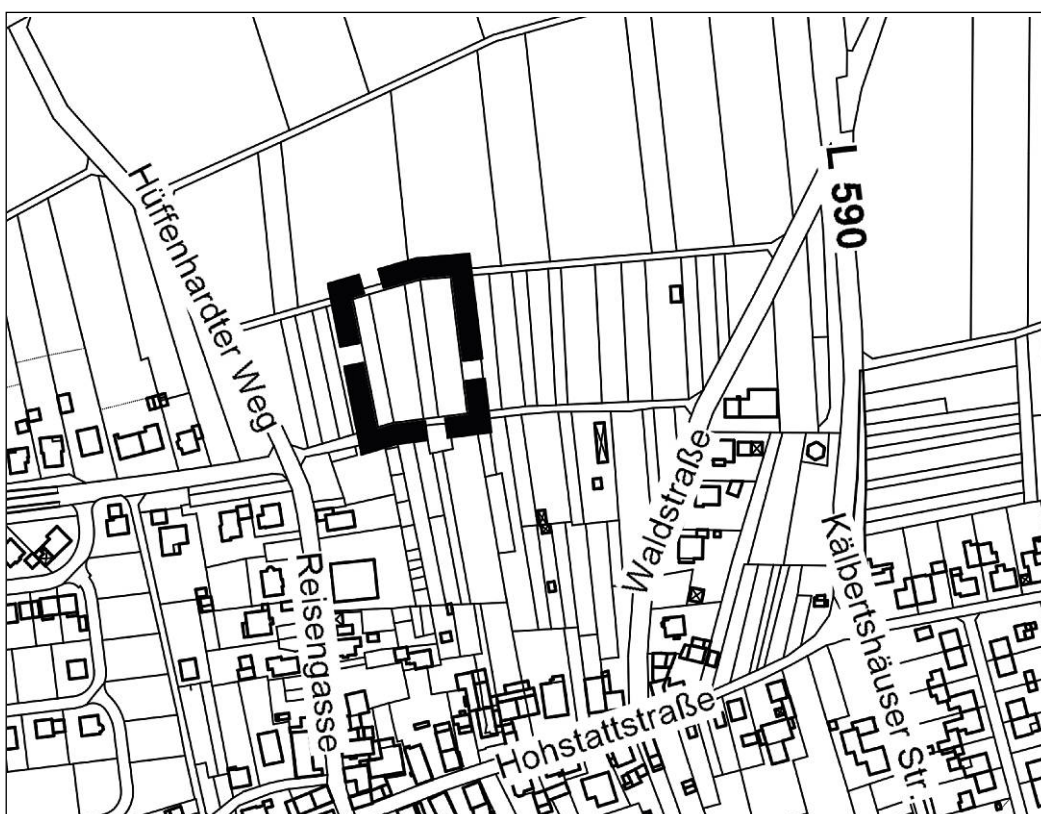 Hüffenhardter Weg
L 590
Waldstraße
Kälbertshäuser Str.
Reisengasse
Hohstattstraße